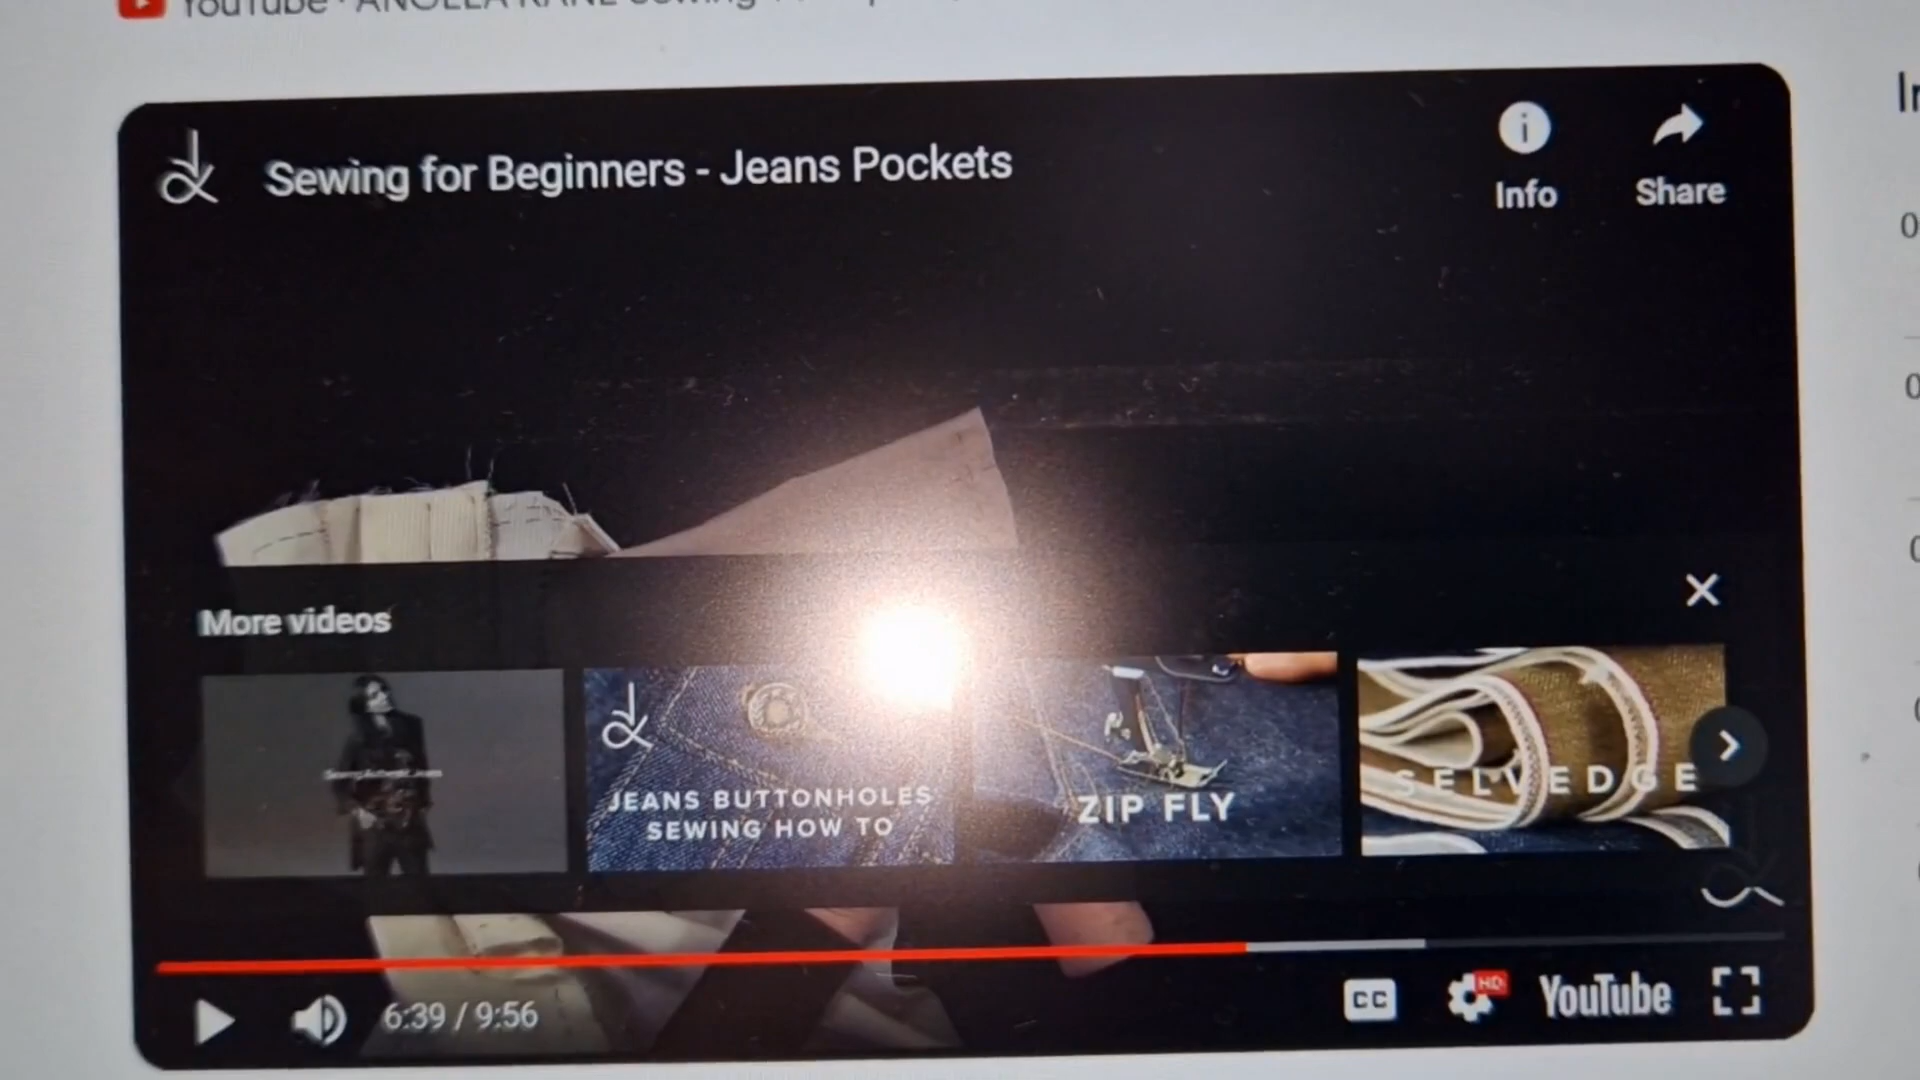 YouTube
Sewing for Beginners - Jeans Pockets
Info
Share
More videos
JEANS BUTTONHOLES
SEWING HOW TO
ZIP FLY
SELVEDGE
6:39 / 9:56
CC
HD
YouTube